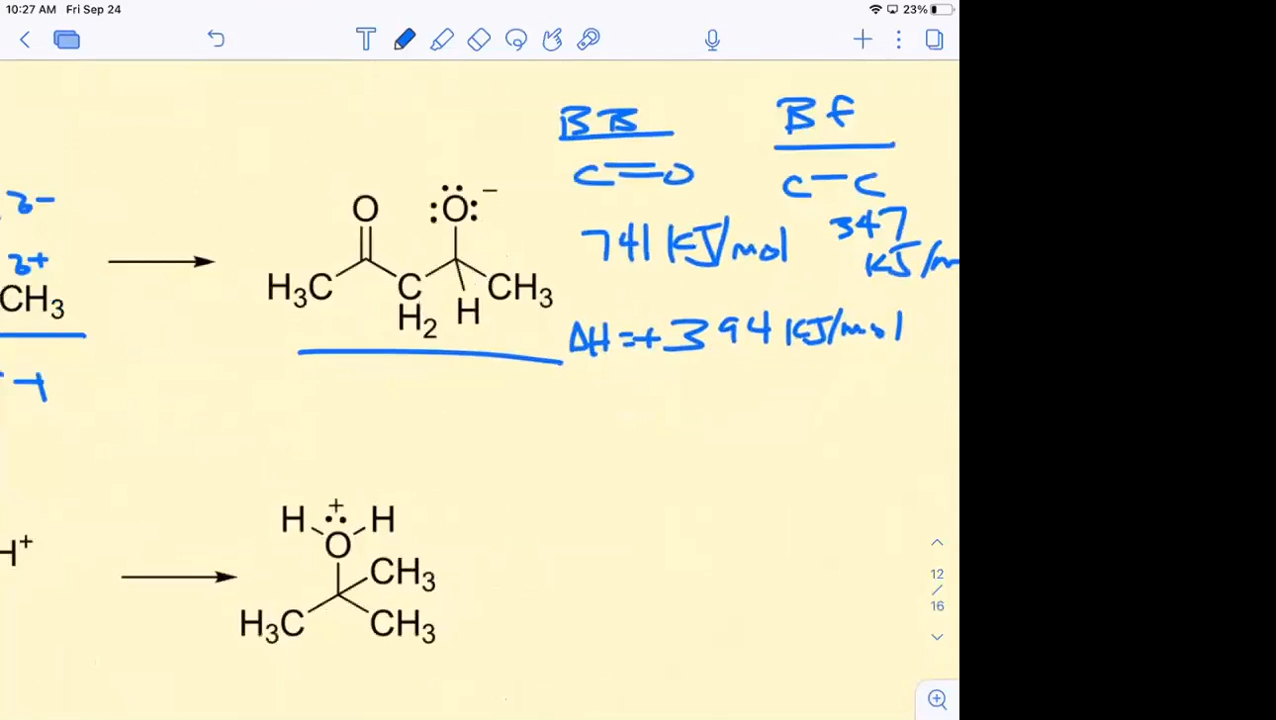 10:27 AM Fri Sep 24
23%
T
BB
Bf
C=O
C-C
741 kJ/mol
347
kJ/m
ΔH=+394 kJ/mol
δ-
δ+
CH3
-1
O
:Ö:−
H3C
C
H2
H
CH3
H
+
H
O
H+
CH3
H3C
CH3
12
/
16